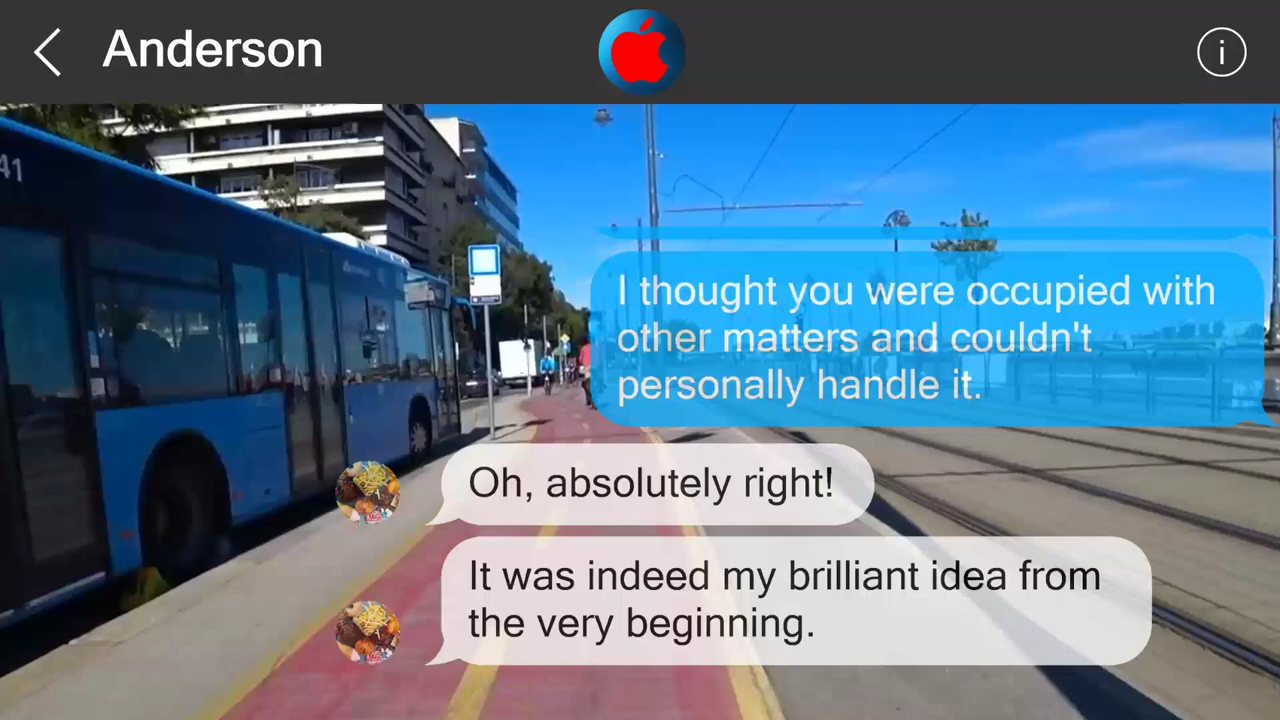 Anderson
i
41
I thought you were occupied with
other matters and couldn't
personally handle it.
Oh, absolutely right!
It was indeed my brilliant idea from
the very beginning.